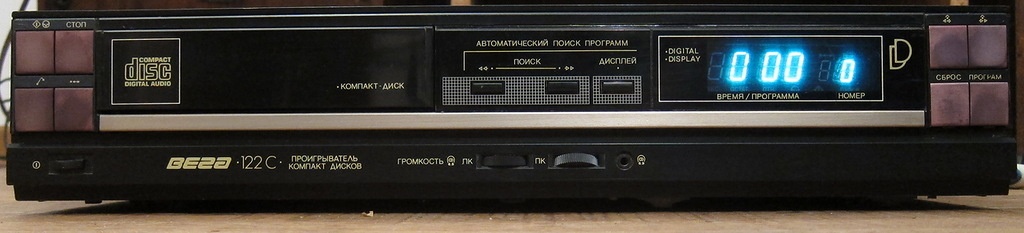 СТОП
COMPACT
disc
DIGITAL AUDIO
· КОМПАКТ-ДИСК
АВТОМАТИЧЕСКИЙ ПОИСК ПРОГРАММ
ПОИСК
ДИСПЛЕЙ
· DIGITAL
· DISPLAY
0 00 0
ВРЕМЯ / ПРОГРАММА
НОМЕР
СБРОС
ПРОГРАМ
ВЕГА · 122 С ·
ПРОИГРЫВАТЕЛЬ
КОМПАКТ ДИСКОВ
ГРОМКОСТЬ
ЛК
ПК